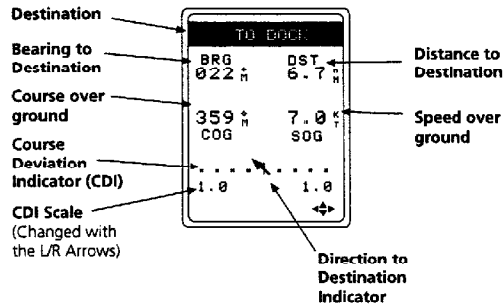 Destination
TO DOCK
Bearing to
Destination
BRG
022 °M
DST
6.7 NM
Distance to
Destination
Course over
ground
359 °M
COG
7.0 KT
SOG
Speed over
ground
Course
Deviation
Indicator (CDI)
1.0
1.0
CDI Scale
(Changed with
the L/R Arrows)
Direction to
Destination
Indicator